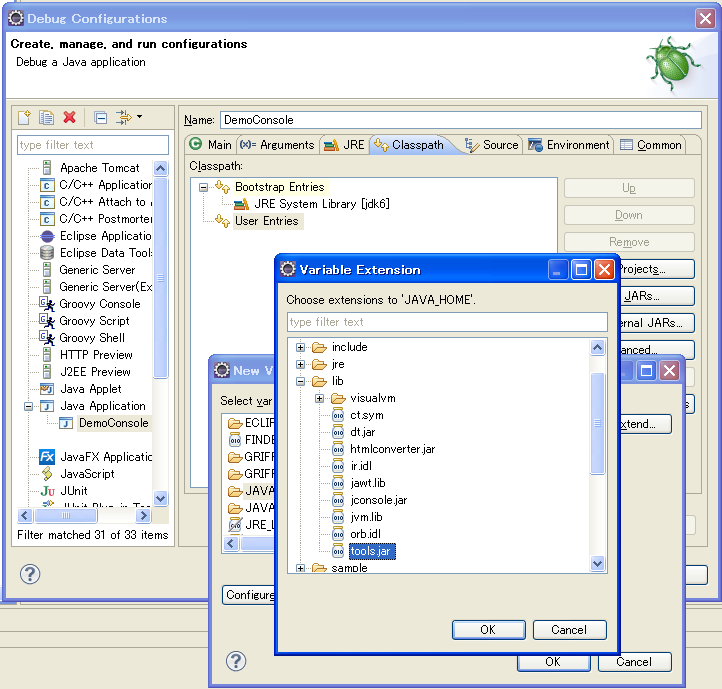 Debug Configurations
Create, manage, and run configurations
Debug a Java application
type filter text
Apache Tomcat
C/C++ Application
C/C++ Attach to
C/C++ Postmorter
Eclipse Applicatio
Eclipse Data Tools
Generic Server
Generic Server(Ex
Groovy Console
Groovy Script
Groovy Shell
HTTP Preview
J2EE Preview
Java Applet
Java Application
DemoConsole
JavaFX Applicatio
JavaScript
JUnit
JUnit Plug-in Tes
Filter matched 31 of 33 items
Name: DemoConsole
Main
(x)= Arguments
JRE
Classpath
Source
Environment
Common
Classpath:
Bootstrap Entries
JRE System Library [jdk6]
User Entries
Up
Down
Remove
Projects...
JARs...
ernal JARs...
anced...
New V
Select var
ECLIP
FINDE
GRIFF
GRIFF
JAVA
JAVA
JRE_L
xtend...
Configure
OK
Cancel
Variable Extension
Choose extensions to 'JAVA_HOME'.
type filter text
include
jre
lib
visualvm
ct.sym
dt.jar
htmlconverter.jar
ir.idl
jawt.lib
jconsole.jar
jvm.lib
orb.idl
tools.jar
sample
OK
Cancel